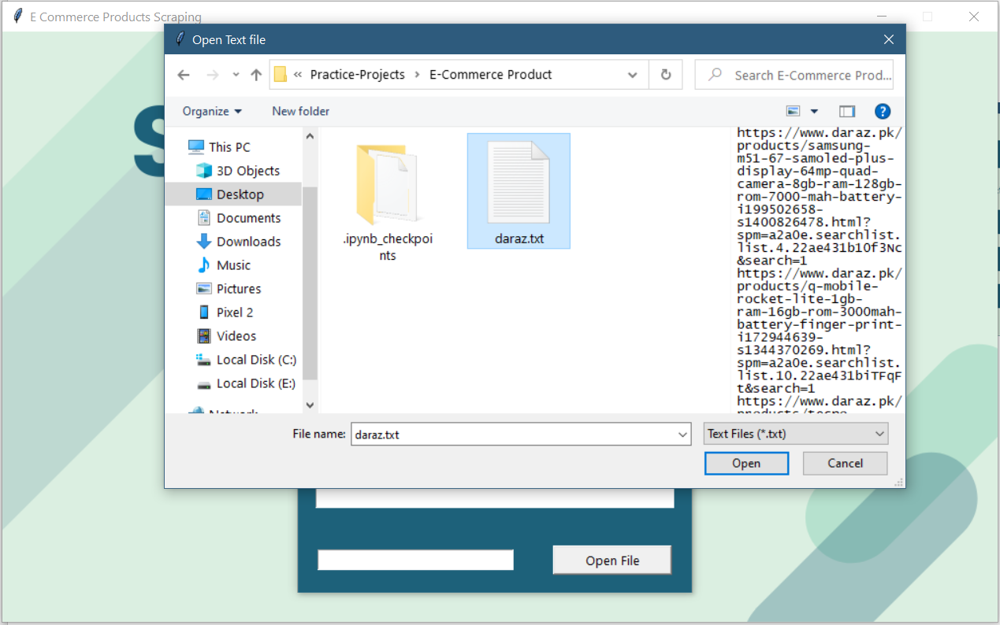 E Commerce Products Scraping
Open Text file
« Practice-Projects › E-Commerce Product
Search E-Commerce Prod...
Organize
New folder
?
This PC
3D Objects
Desktop
Documents
Downloads
Music
Pictures
Pixel 2
Videos
Local Disk (C:)
Local Disk (E:)
Network
.ipynb_checkpoi
nts
daraz.txt
https://www.daraz.pk/
products/samsung-
m51-67-samoled-plus-
display-64mp-quad-
camera-8gb-ram-128gb-
rom-7000-mah-battery-
i199502658-
s1400826478.html?
spm=a2a0e.searchlist.
list.4.22ae431b10f3Nc
&search=1
https://www.daraz.pk/
products/q-mobile-
rocket-lite-1gb-
ram-16gb-rom-3000mah-
battery-finger-print-
i172944639-
s1344370269.html?
spm=a2a0e.searchlist.
list.10.22ae431biTFqF
t&search=1
https://www.daraz.pk/
File name:
daraz.txt
Text Files (*.txt)
Open
Cancel
S
Open File